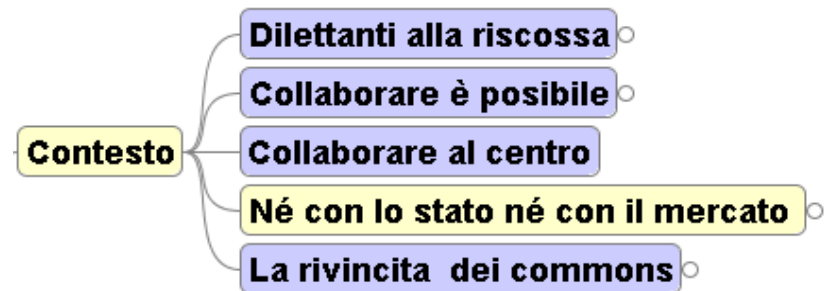 Dilettanti alla riscossa
Collaborare è posibile
Contesto
Collaborare al centro
Né con lo stato né con il mercato
La rivincita dei commons